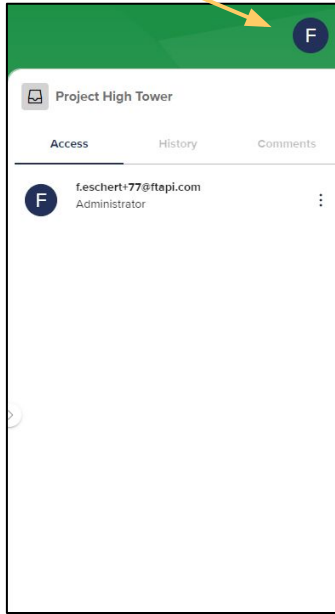 F
Project High Tower
Access History Comments
F
f.eschert+77@ftapi.com
Administrator